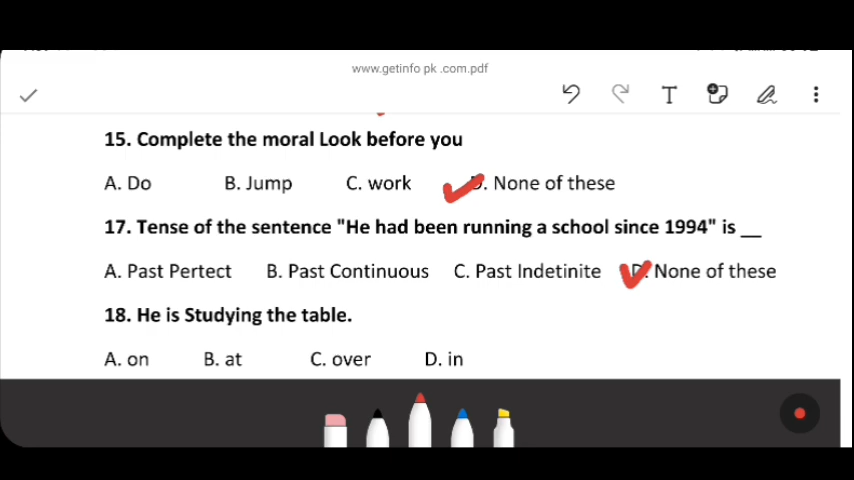 www.getinfo pk .com.pdf
T
15. Complete the moral Look before you
A. Do B. Jump C. work D. None of these
17. Tense of the sentence "He had been running a school since 1994" is __
A. Past Pertect B. Past Continuous C. Past Indetinite D. None of these
18. He is Studying the table.
A. on B. at C. over D. in